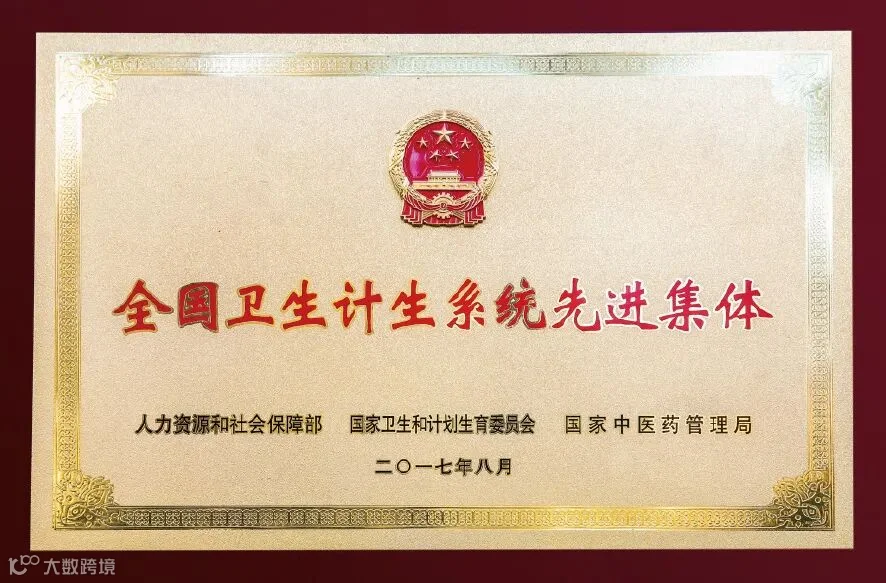 全国卫生计生系统先进集体
人力资源和社会保障部 国家卫生和计划生育委员会 国家中医药管理局
二〇一七年八月
大数跨境